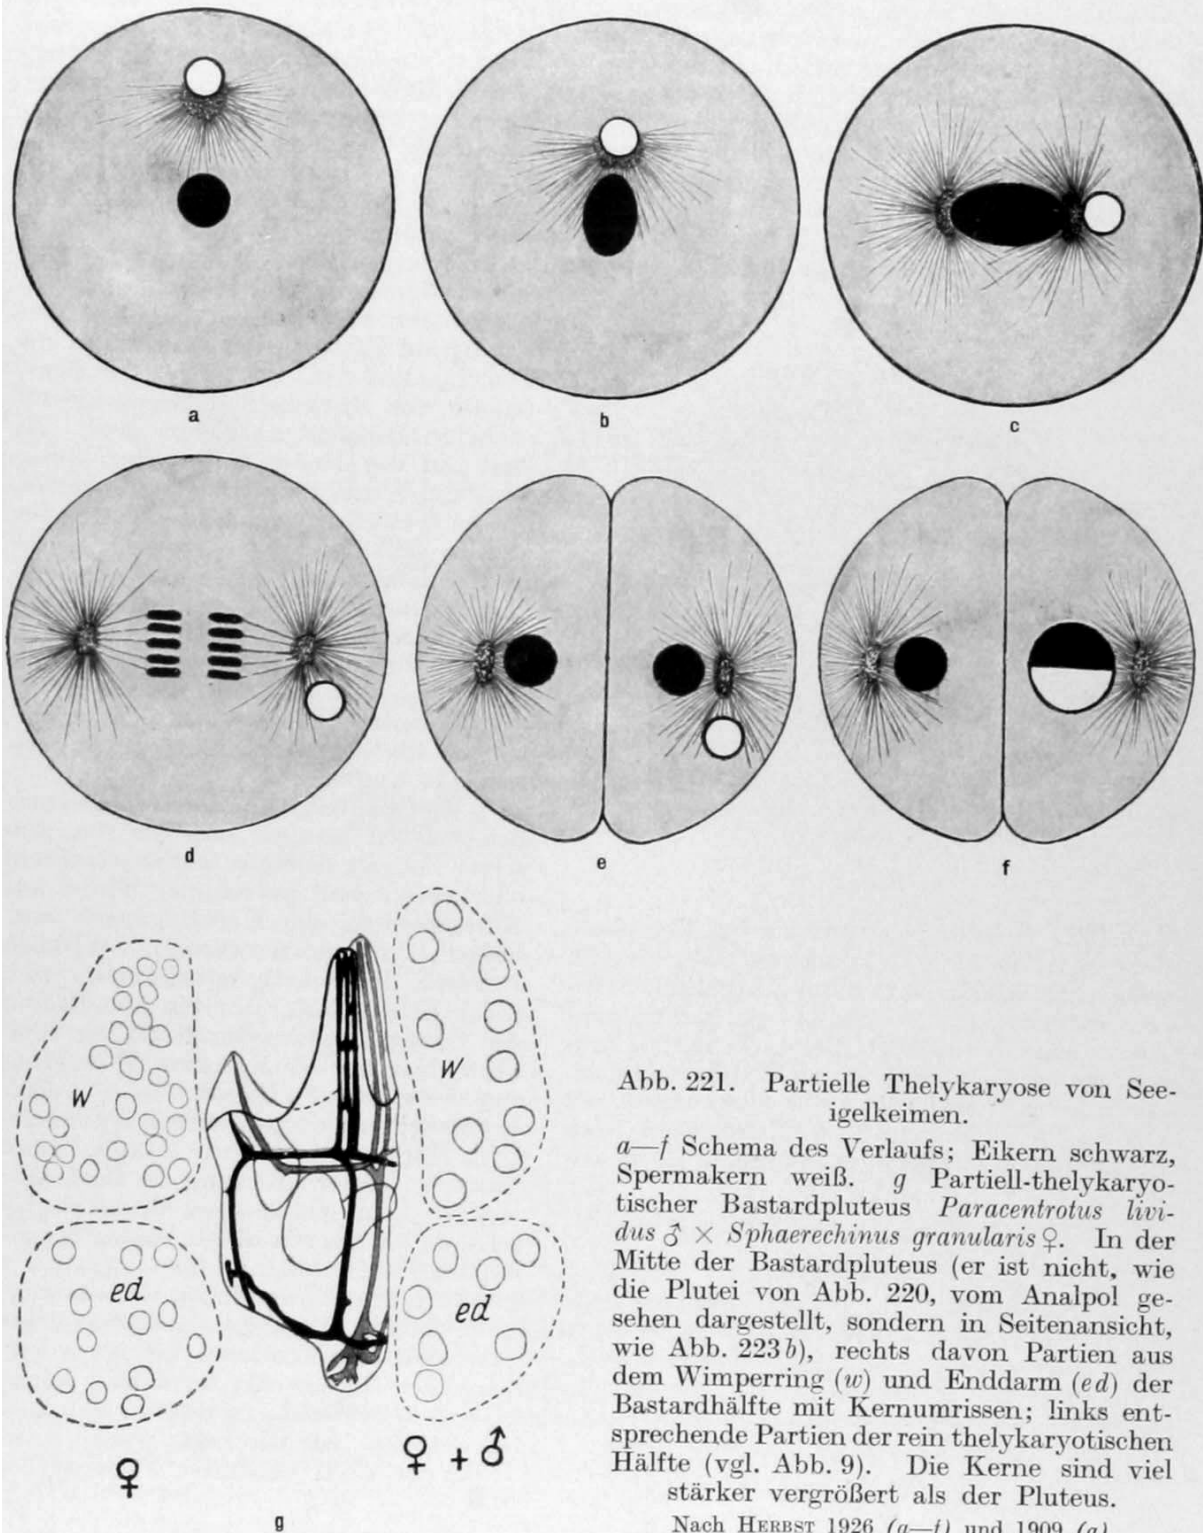 a
b
c
d
e
f
w
w
ed
ed
♀
♀ + ♂
g
Abb. 221. Partielle Thelykaryose von See-
igelkeimen.
a—f Schema des Verlaufs; Eikern schwarz,
Spermakern weiß. g Partiell-thelykaryo-
tischer Bastardpluteus Paracentrotus livi-
dus ♂ × Sphaerechinus granularis ♀. In der
Mitte der Bastardpluteus (er ist nicht, wie
die Plutei von Abb. 220, vom Analpol ge-
sehen dargestellt, sondern in Seitenansicht,
wie Abb. 223 b), rechts davon Partien aus
dem Wimperring (w) und Enddarm (ed) der
Bastardhälfte mit Kernumrissen; links ent-
sprechende Partien der rein thelykaryotischen
Hälfte (vgl. Abb. 9). Die Kerne sind viel
stärker vergrößert als der Pluteus.
Nach HERBST 1926 (a—f) und 1909 (g)